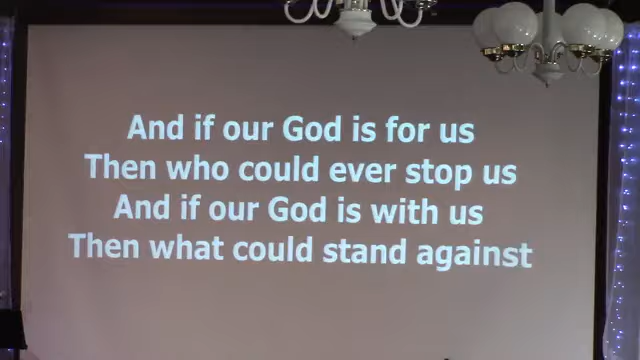 And if our God is for us
Then who could ever stop us
And if our God is with us
Then what could stand against